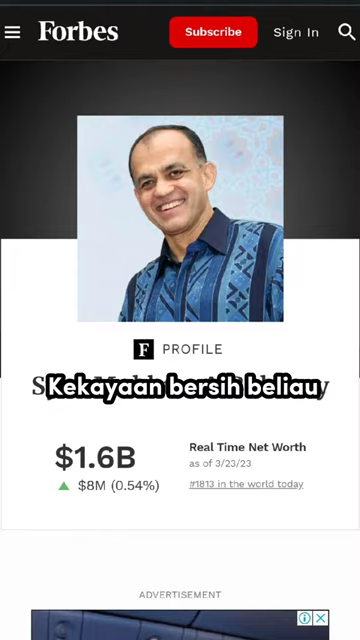 Forbes
Subscribe
Sign In
F PROFILE
Kekayaan bersih beliau
$1.6B
$8M (0.54%)
Real Time Net Worth
as of 3/23/23
#1813 in the world today
ADVERTISEMENT